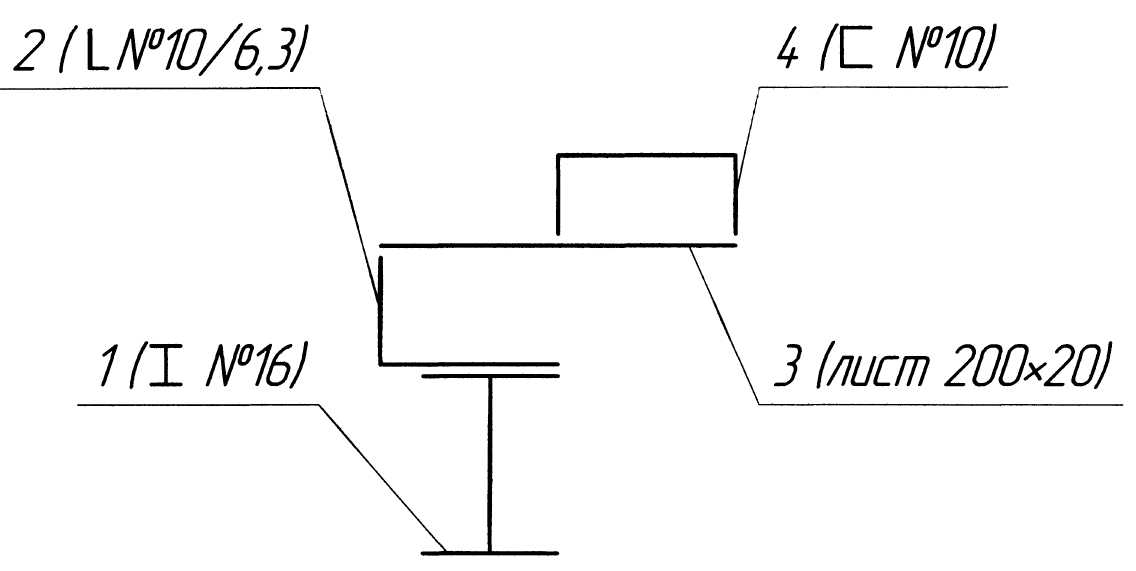 2 (L №10/6,3)
4 (⊏ №10)
1 (I №16)
3 (лист 200×20)